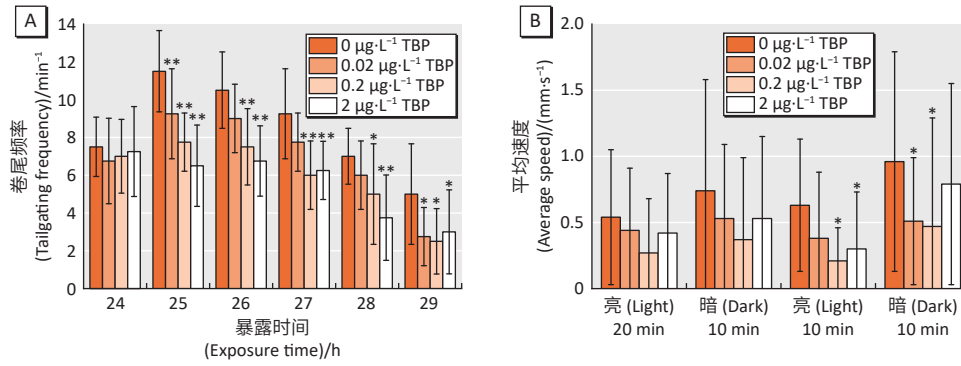 A
卷尾频率
(Tailgating frequency)/min⁻¹
14
12
10
8
6
4
2
0
0 μg·L⁻¹ TBP
0.02 μg·L⁻¹ TBP
0.2 μg·L⁻¹ TBP
2 μg·L⁻¹ TBP
** ** **
** **
** **
* **
* * *
24 25 26 27 28 29
暴露时间
(Exposure time)/h
B
平均速度
(Average speed)/(mm·s⁻¹)
2.0
1.5
1.0
0.5
0
0 μg·L⁻¹ TBP
0.02 μg·L⁻¹ TBP
0.2 μg·L⁻¹ TBP
2 μg·L⁻¹ TBP
* *
* *
亮 (Light) 暗 (Dark) 亮 (Light) 暗 (Dark)
20 min 10 min 10 min 10 min